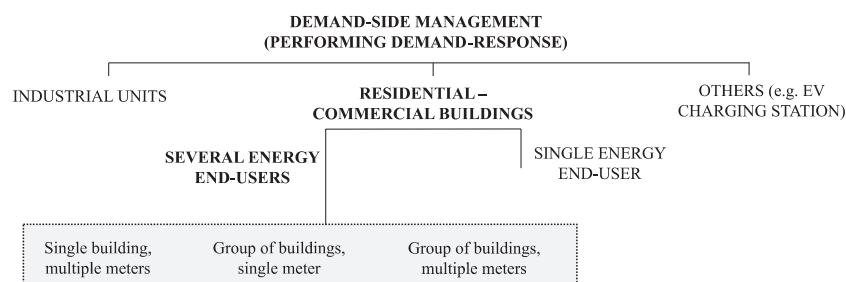 DEMAND-SIDE MANAGEMENT
(PERFORMING DEMAND-RESPONSE)
INDUSTRIAL UNITS
RESIDENTIAL –
COMMERCIAL BUILDINGS
OTHERS (e.g. EV
CHARGING STATION)
SEVERAL ENERGY
END-USERS
SINGLE ENERGY
END-USER
Single building,
multiple meters
Group of buildings,
single meter
Group of buildings,
multiple meters